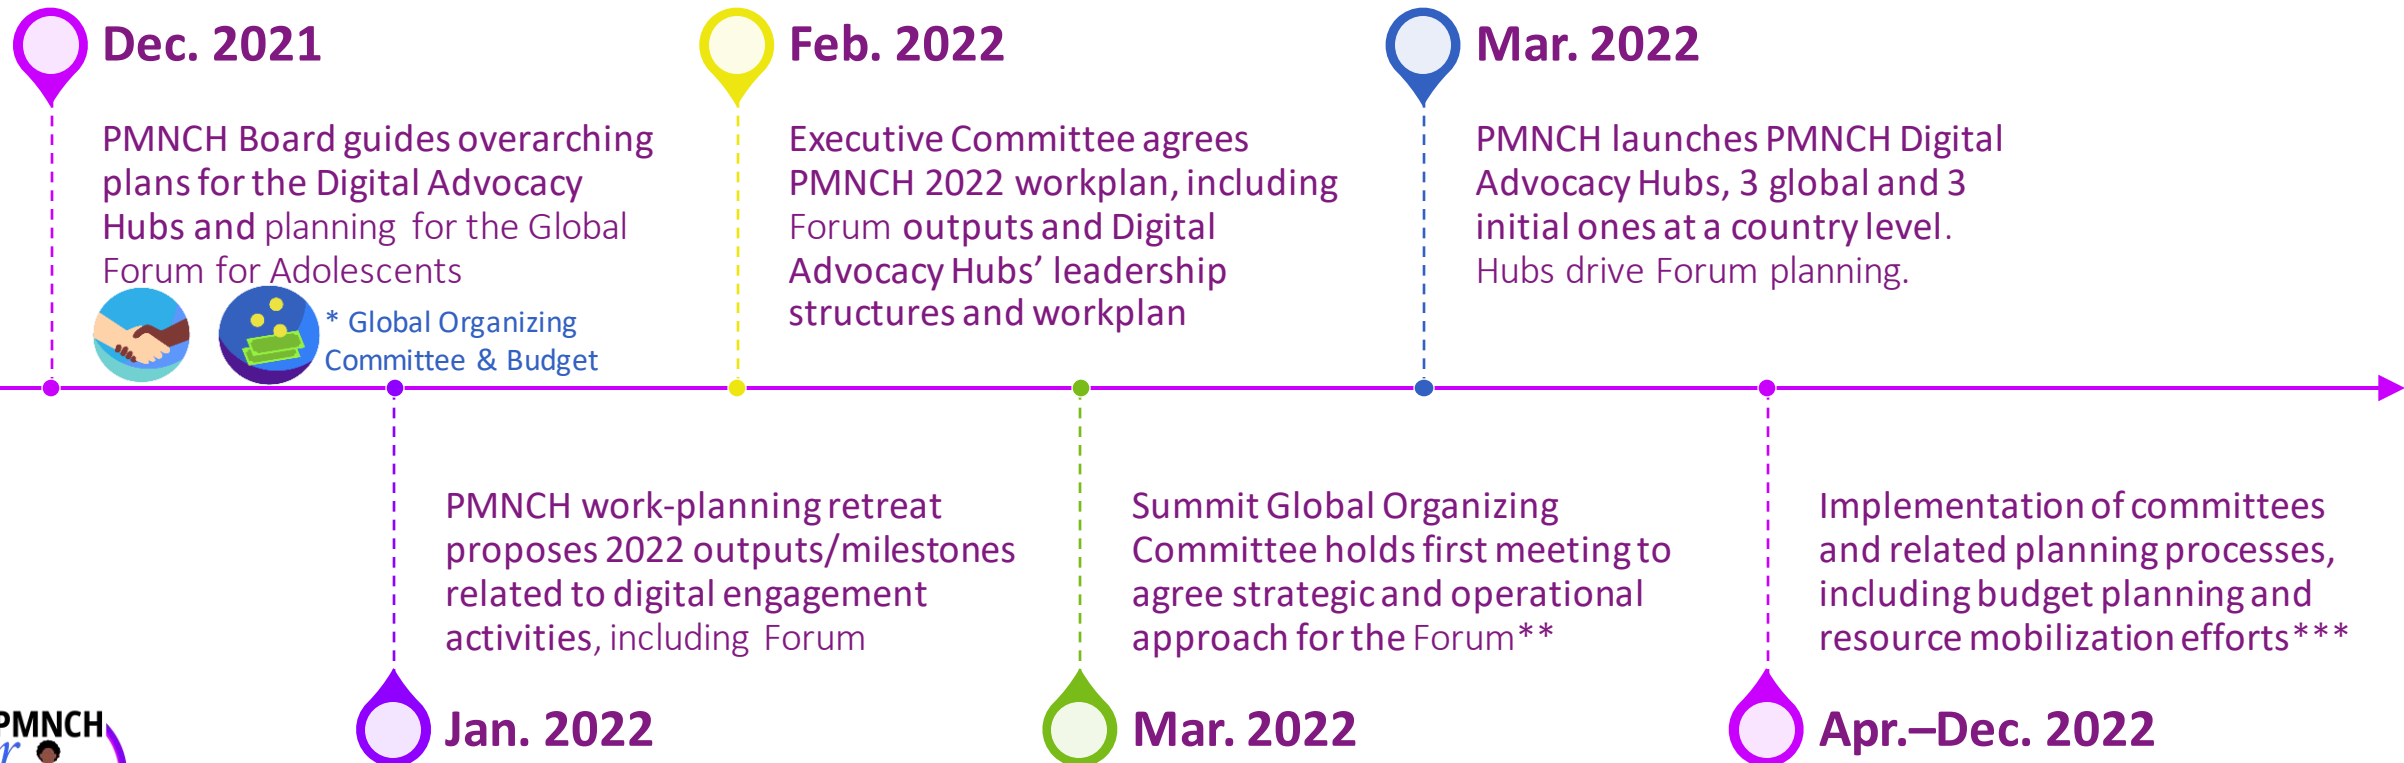 Dec. 2021
PMNCH Board guides overarching
plans for the Digital Advocacy
Hubs and planning for the Global
Forum for Adolescents
* Global Organizing
Committee & Budget
Feb. 2022
Executive Committee agrees
PMNCH 2022 workplan, including
Forum outputs and Digital
Advocacy Hubs’ leadership
structures and workplan
Mar. 2022
PMNCH launches PMNCH Digital
Advocacy Hubs, 3 global and 3
initial ones at a country level.
Hubs drive Forum planning.
PMNCH work-planning retreat
proposes 2022 outputs/milestones
related to digital engagement
activities, including Forum
Jan. 2022
Summit Global Organizing
Committee holds first meeting to
agree strategic and operational
approach for the Forum**
Mar. 2022
Implementation of committees
and related planning processes,
including budget planning and
resource mobilization efforts***
Apr.–Dec. 2022
PMNCH